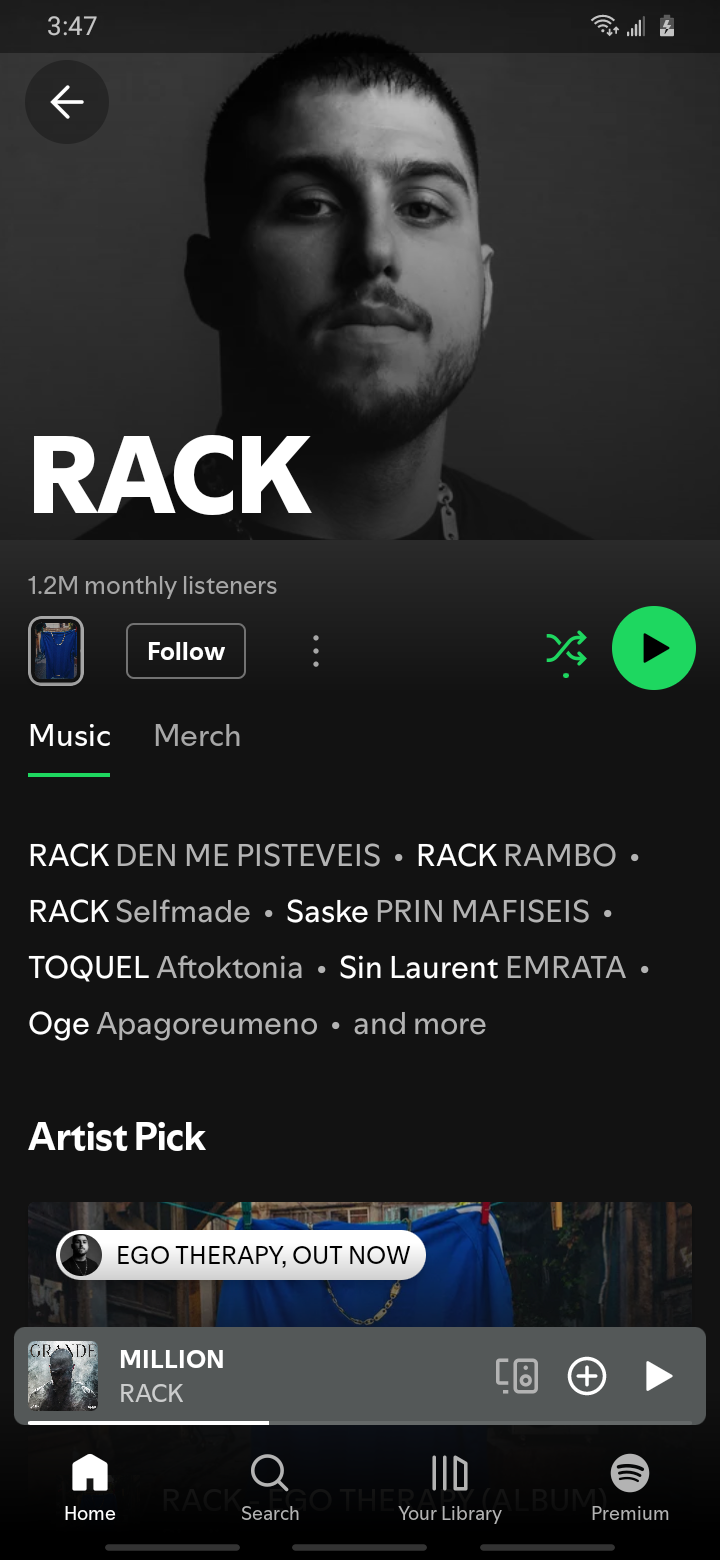 3:47
RACK
1.2M monthly listeners
Follow
Music Merch
RACK DEN ME PISTEVEIS • RACK RAMBO •
RACK Selfmade • Saske PRIN MAFISEIS •
TOQUEL Aftoktonia • Sin Laurent EMRATA •
Oge Apagoreumeno • and more
Artist Pick
EGO THERAPY, OUT NOW
GRANDE
MILLION
RACK
RACK - EGO THERAPY (ALBUM)
Home Search Your Library Premium